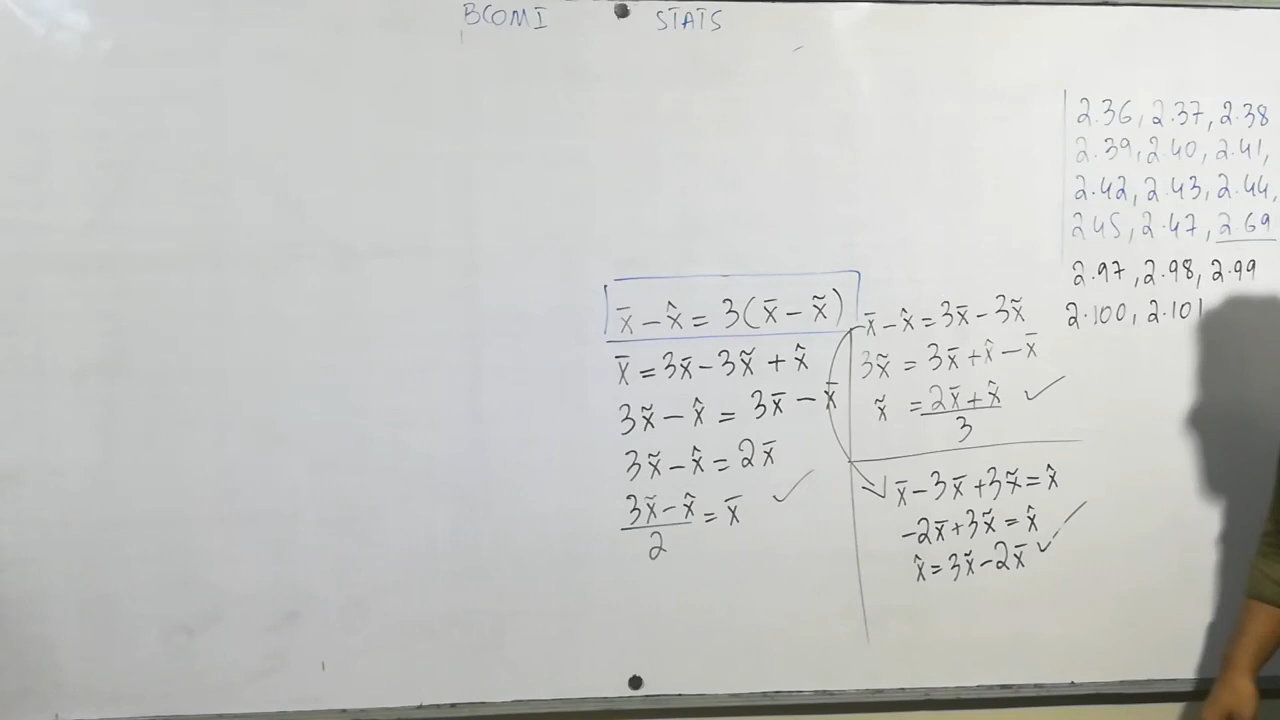 BCOM I STATS
x̄ - x̂ = 3(x̄ - x̃)
x̄ = 3x̄ - 3x̃ + x̂
3x̃ - x̂ = 3x̄ - x̄
3x̃ - x̂ = 2x̄
3x̃ - x̂ / 2 = x̄ ✓
x̄ - x̂ = 3x̄ - 3x̃
3x̃ = 3x̄ + x̂ - x̄
x̃ = 2x̄ + x̂ / 3 ✓
x̄ - 3x̄ + 3x̃ = x̂
-2x̄ + 3x̃ = x̂
x̂ = 3x̃ - 2x̄ ✓
2.36, 2.37, 2.38
2.39, 2.40, 2.41,
2.42, 2.43, 2.44,
2.45, 2.47, 2.69
2.97, 2.98, 2.99
2.100, 2.101